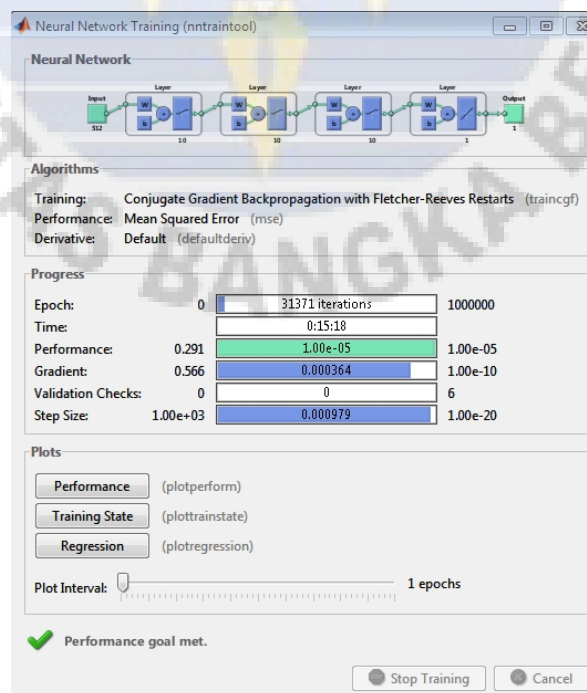 Neural Network Training (nntraintool)
Neural Network
Layer Layer Layer Layer
Input Output
W W W W
b b b b
512 10 10 10 1 1
Algorithms
Training: Conjugate Gradient Backpropagation with Fletcher-Reeves Restarts (traincgf)
Performance: Mean Squared Error (mse)
Derivative: Default (defaultderiv)
Progress
Epoch: 0 31371 iterations 1000000
Time: 0:15:18
Performance: 0.291 1.00e-05 1.00e-05
Gradient: 0.566 0.000364 1.00e-10
Validation Checks: 0 0 6
Step Size: 1.00e+03 0.000979 1.00e-20
Plots
Performance (plotperform)
Training State (plottrainstate)
Regression (plotregression)
Plot Interval: 1 epochs
Performance goal met.
Stop Training Cancel
TAS BANGKA BE